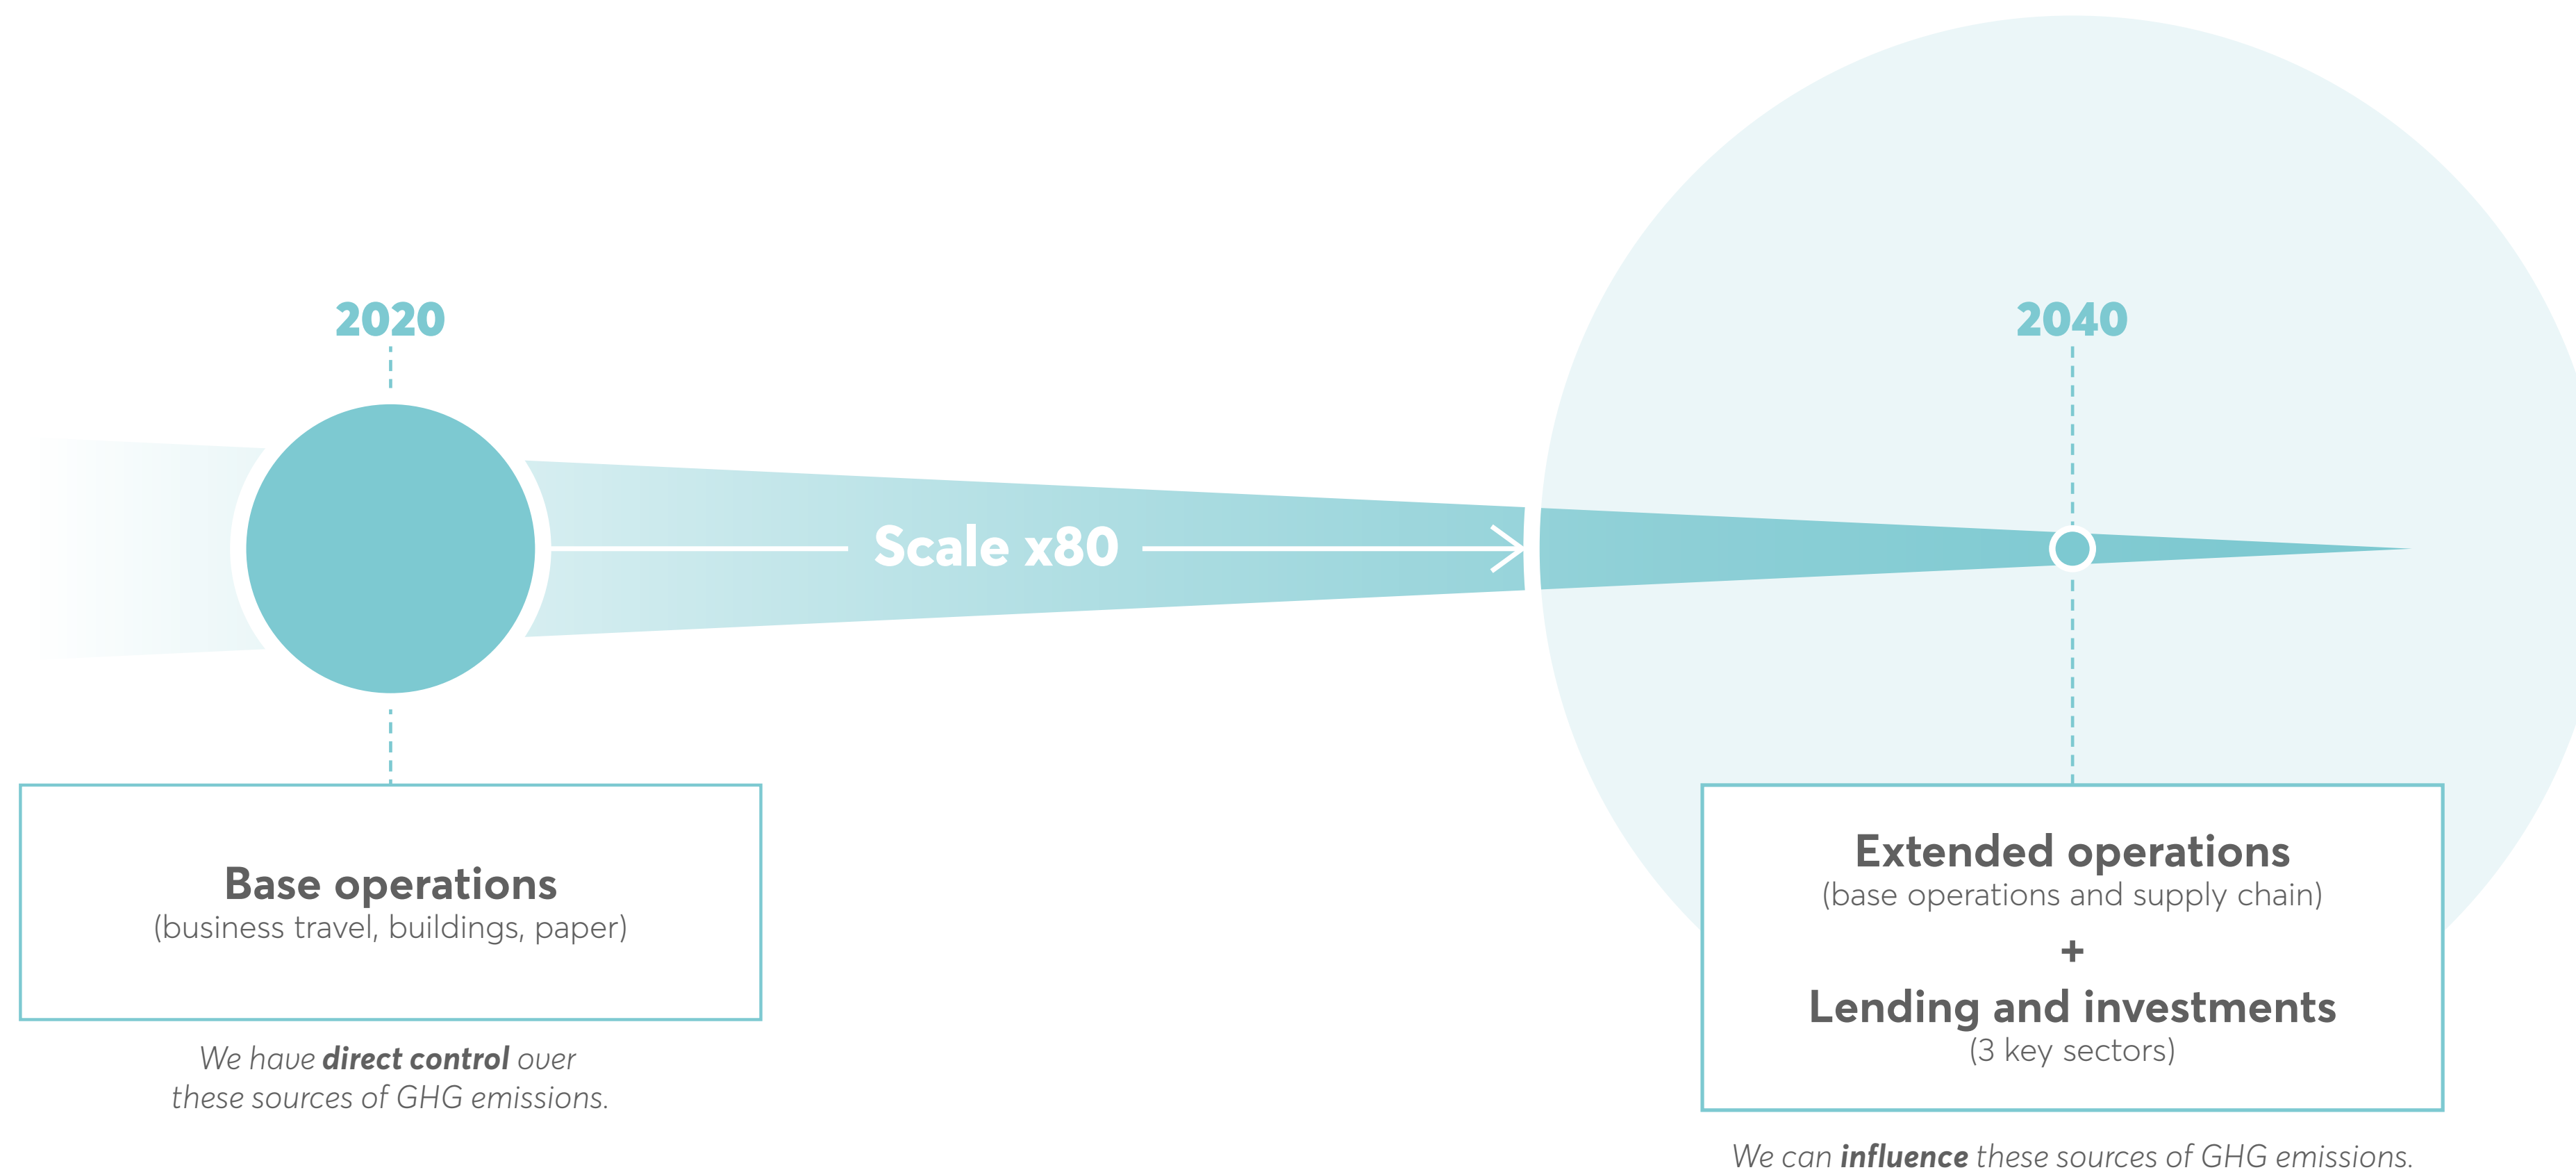 2020
2040
Scale x80
Base operations
(business travel, buildings, paper)
We have direct control over
these sources of GHG emissions.
Extended operations
(base operations and supply chain)
+
Lending and investments
(3 key sectors)
We can influence these sources of GHG emissions.